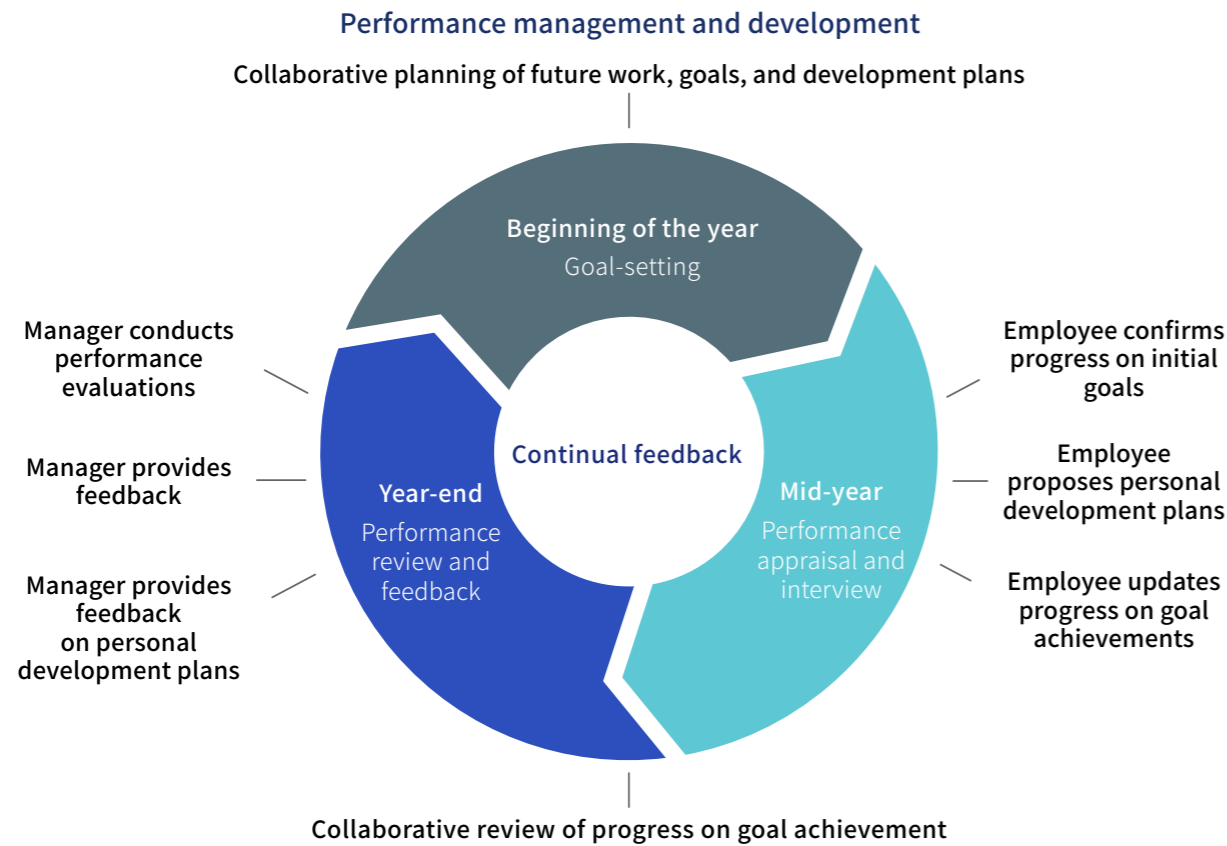 Performance management and development
Collaborative planning of future work, goals, and development plans
Beginning of the year
Goal-setting
Manager conducts
performance
evaluations
Manager provides
feedback
Manager provides
feedback
on personal
development plans
Year-end
Performance
review and
feedback
Continual feedback
Mid-year
Performance
appraisal and
interview
Employee confirms
progress on initial
goals
Employee
proposes personal
development plans
Employee updates
progress on goal
achievements
Collaborative review of progress on goal achievement